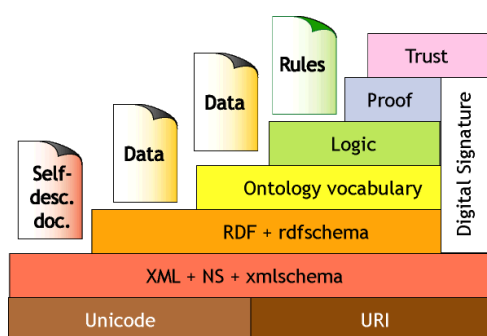 Trust
Rules
Proof
Data
Logic
Digital Signature
Data
Self-
desc.
doc.
Ontology vocabulary
RDF + rdfschema
XML + NS + xmlschema
Unicode
URI